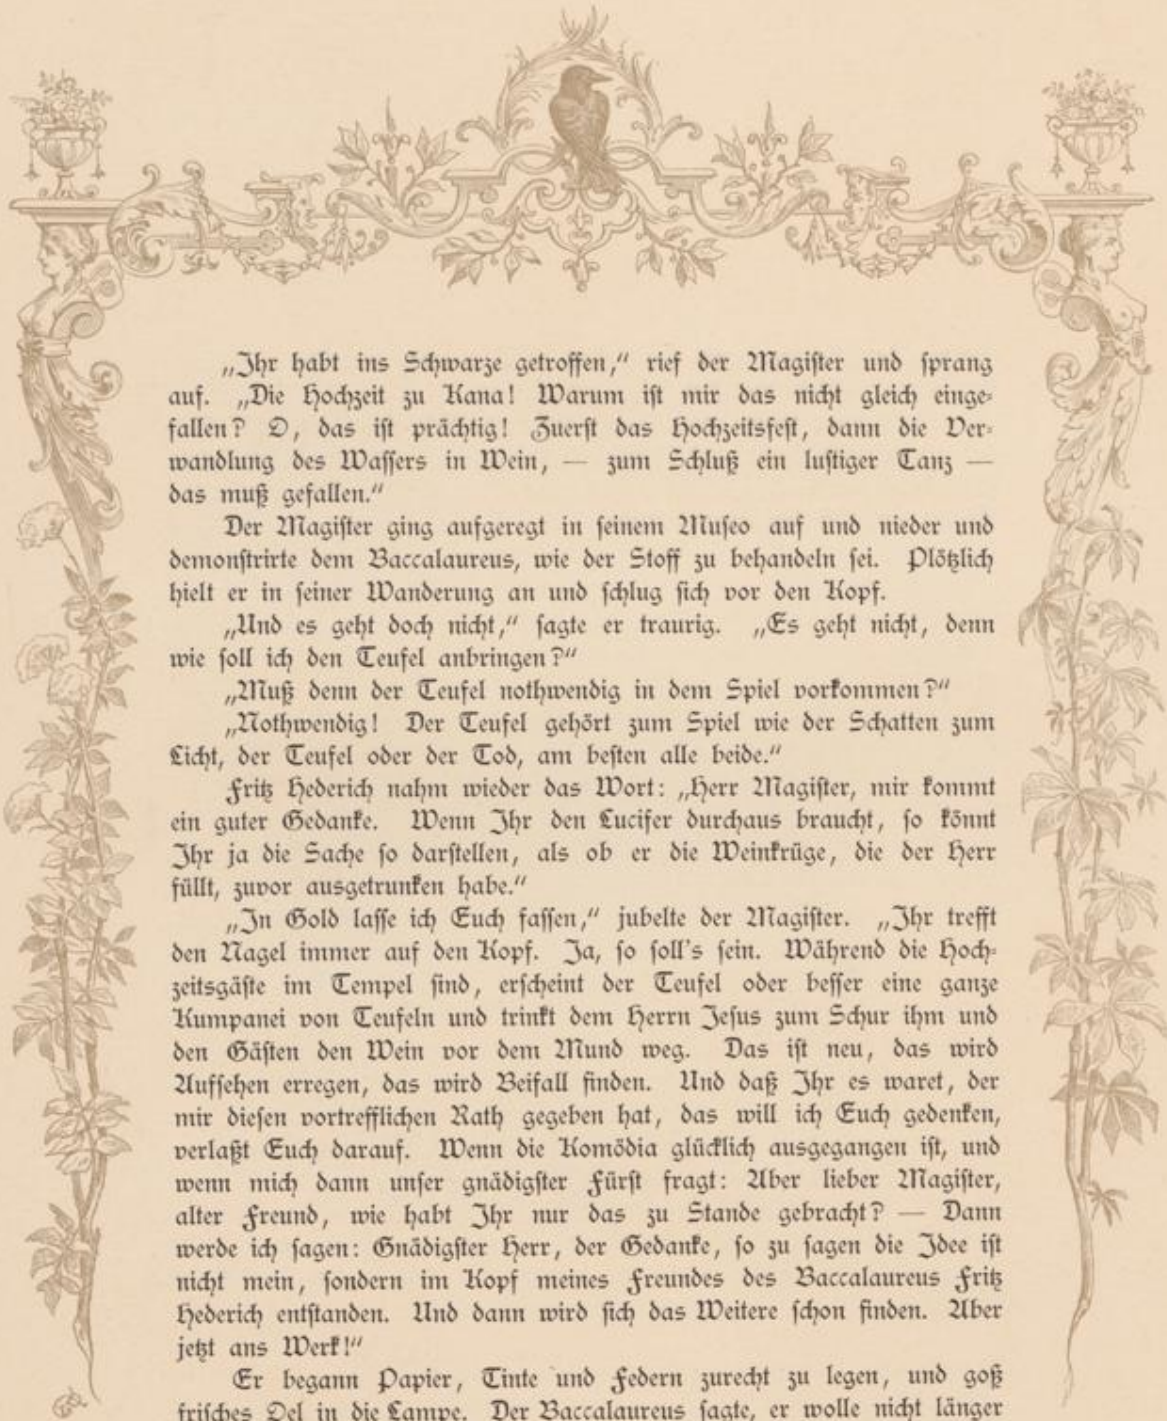 „Ihr habt ins Schwarze getroffen,“ rief der Magister und sprang
auf. „Die Hochzeit zu Kana! Warum ist mir das nicht gleich einge-
fallen? O, das ist prächtig! Zuerst das Hochzeitsfest, dann die Ver-
wandlung des Wassers in Wein, — zum Schluß ein lustiger Tanz —
das muß gefallen.“
Der Magister ging aufgeregt in seinem Museo auf und nieder und
demonstrirte dem Baccalaureus, wie der Stoff zu behandeln sei. Plötzlich
hielt er in seiner Wanderung an und schlug sich vor den Kopf.
„Und es geht doch nicht,“ sagte er traurig. „Es geht nicht, denn
wie soll ich den Teufel anbringen?“
„Muß denn der Teufel nothwendig in dem Spiel vorkommen?“
„Nothwendig! Der Teufel gehört zum Spiel wie der Schatten zum
Licht, der Teufel oder der Tod, am besten alle beide.“
Fritz Hederich nahm wieder das Wort: „Herr Magister, mir kommt
ein guter Gedanke. Wenn Ihr den Lucifer durchaus braucht, so könnt
Ihr ja die Sache so darstellen, als ob er die Weinkrüge, die der Herr
füllt, zuvor ausgetrunken habe.“
„In Gold lasse ich Euch fassen,“ jubelte der Magister. „Ihr trefft
den Nagel immer auf den Kopf. Ja, so soll's sein. Während die Hoch-
zeitsgäste im Tempel sind, erscheint der Teufel oder besser eine ganze
Kumpanei von Teufeln und trinkt dem Herrn Jesus zum Schur ihm und
den Gästen den Wein vor dem Mund weg. Das ist neu, das wird
Aufsehen erregen, das wird Beifall finden. Und daß Ihr es waret, der
mir diesen vortrefflichen Rath gegeben hat, das will ich Euch gedenken,
verlaßt Euch darauf. Wenn die Komödia glücklich ausgegangen ist, und
wenn mich dann unser gnädigster Fürst fragt: Aber lieber Magister,
alter Freund, wie habt Ihr nur das zu Stande gebracht? — Dann
werde ich sagen: Gnädigster Herr, der Gedanke, so zu sagen die Idee ist
nicht mein, sondern im Kopf meines Freundes des Baccalaureus Fritz
Hederich entstanden. Und dann wird sich das Weitere schon finden. Aber
jetzt ans Werk!“
Er begann Papier, Tinte und Federn zurecht zu legen, und goß
frisches Oel in die Lampe. Der Baccalaureus sagte, er wolle nicht länger